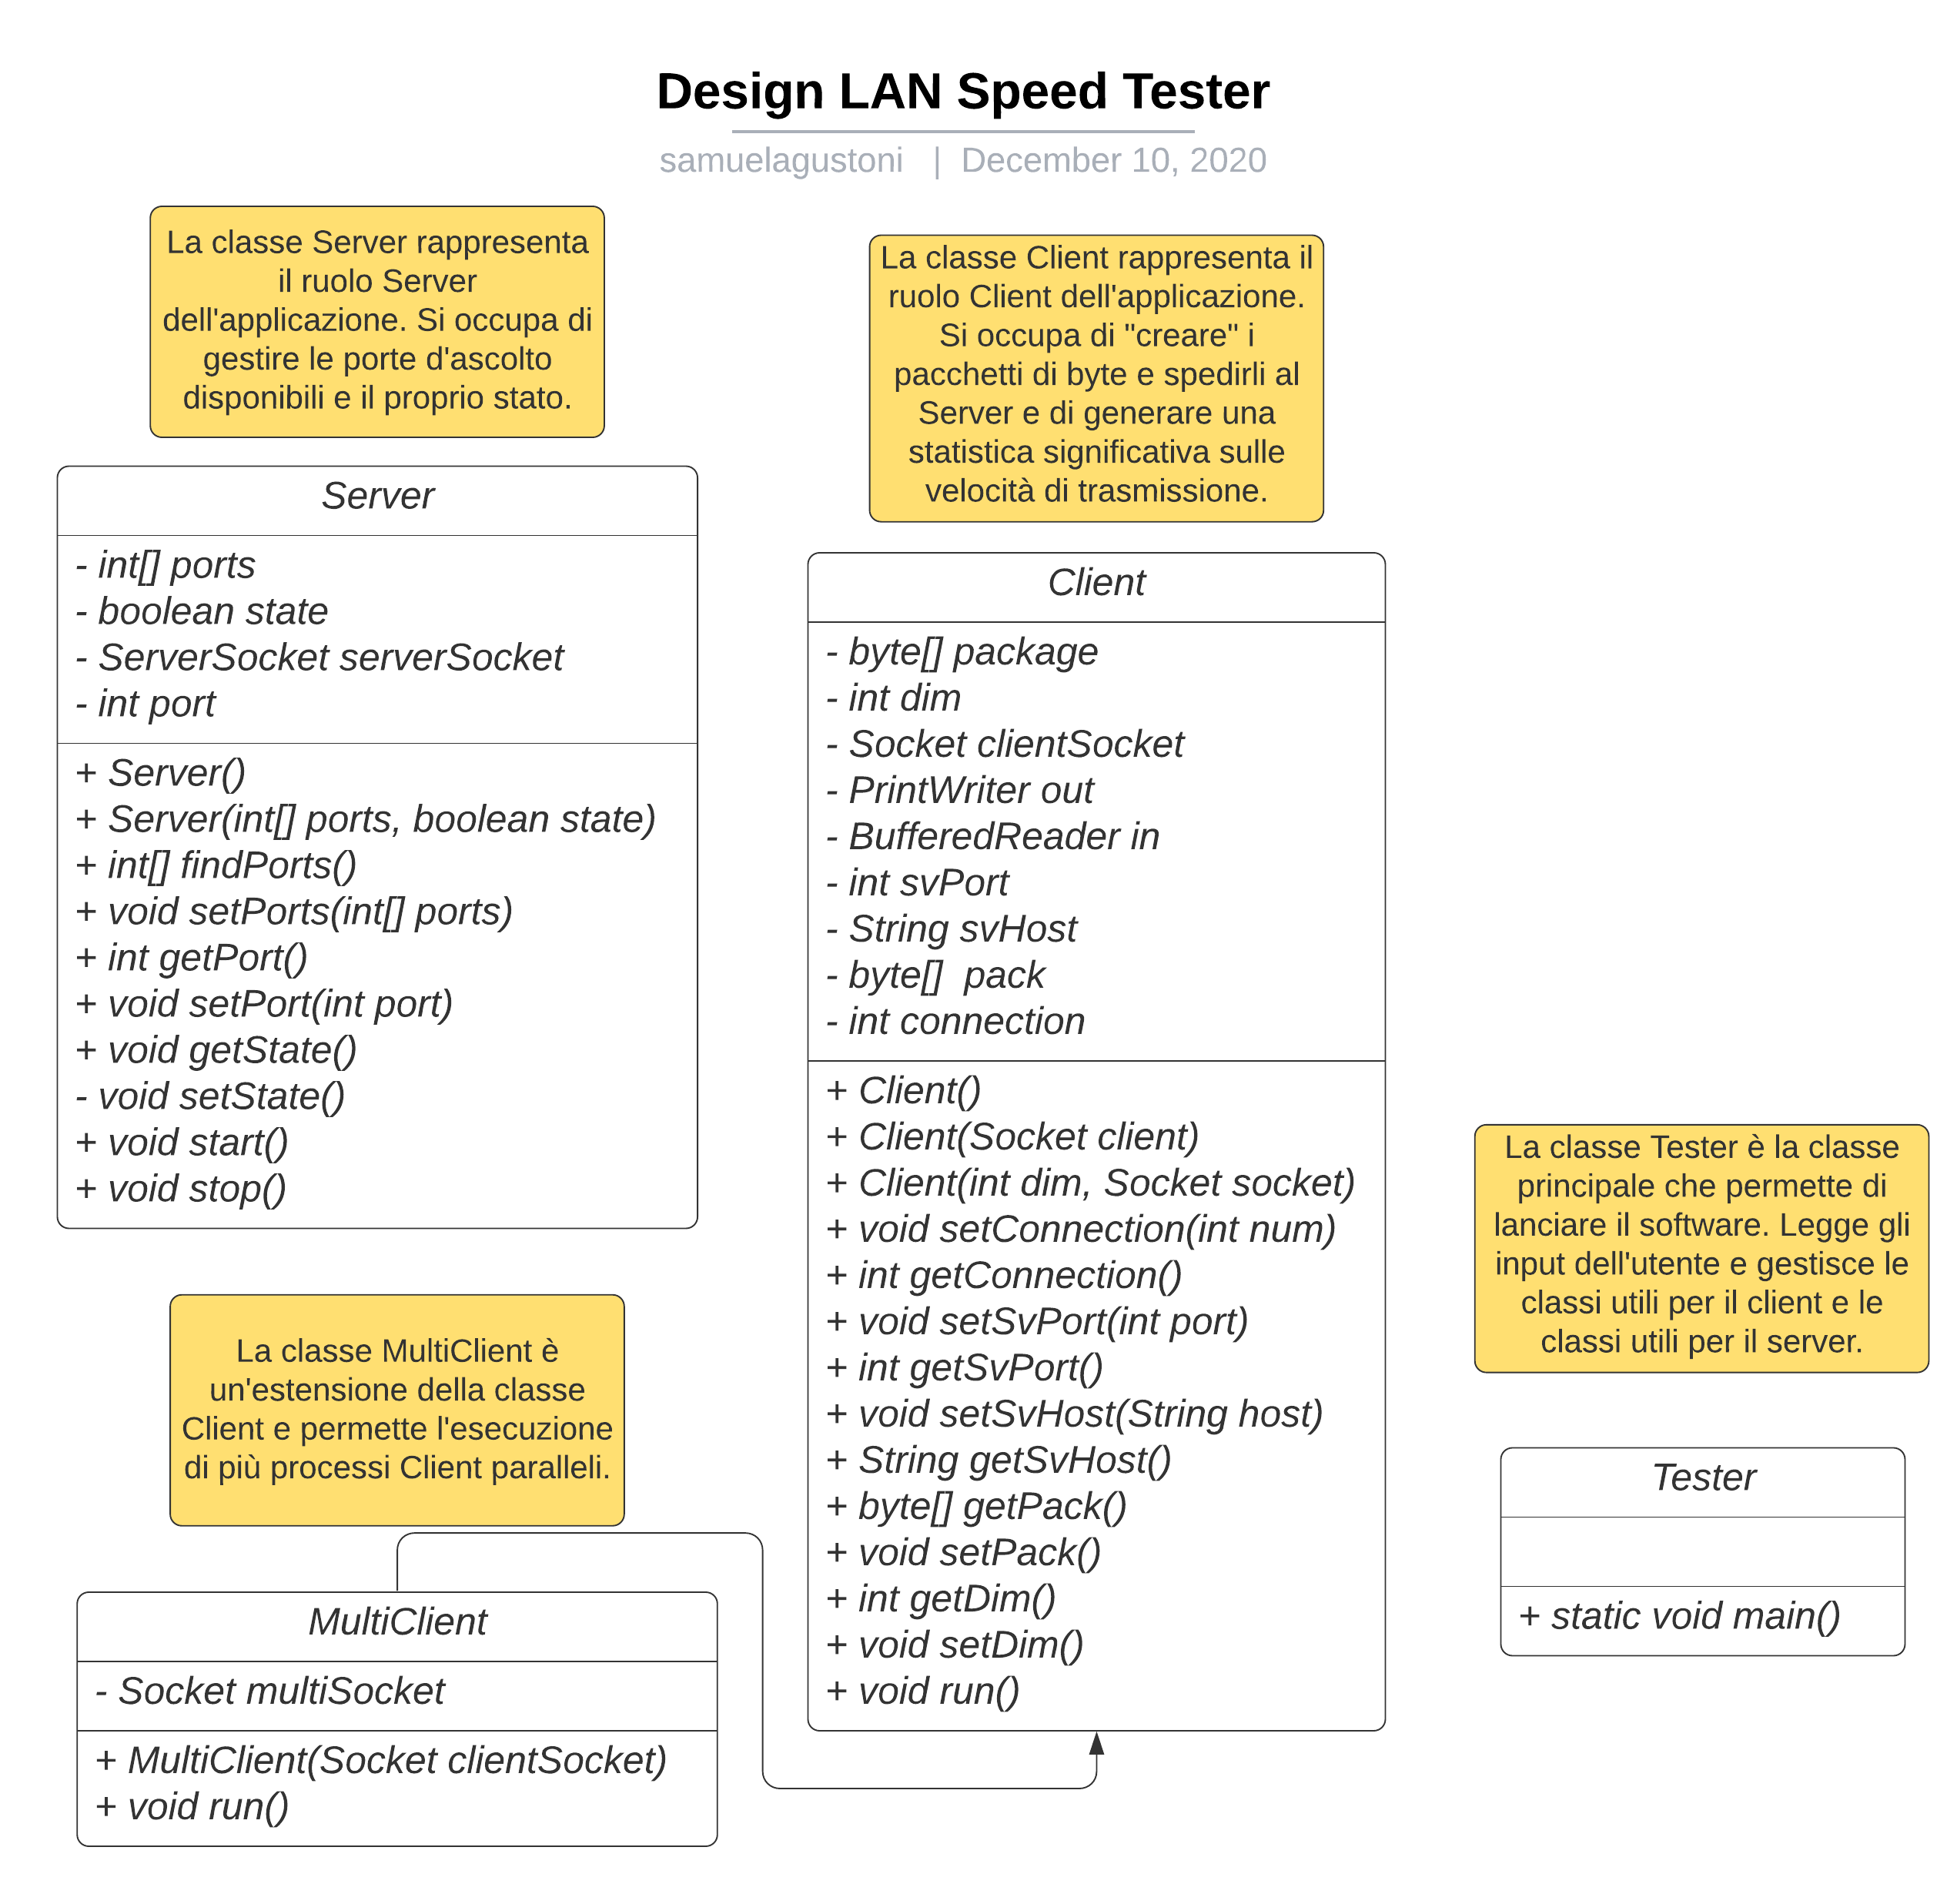 Design LAN Speed Tester
samuelagustoni | December 10, 2020
La classe Server rappresenta
il ruolo Server
dell'applicazione. Si occupa di
gestire le porte d'ascolto
disponibili e il proprio stato.
Server
- int[] ports
- boolean state
- ServerSocket serverSocket
- int port
+ Server()
+ Server(int[] ports, boolean state)
+ int[] findPorts()
+ void setPorts(int[] ports)
+ int getPort()
+ void setPort(int port)
+ void getState()
- void setState()
+ void start()
+ void stop()
La classe Client rappresenta il
ruolo Client dell'applicazione.
Si occupa di "creare" i
pacchetti di byte e spedirli al
Server e di generare una
statistica significativa sulle
velocità di trasmissione.
Client
- byte[] package
- int dim
- Socket clientSocket
- PrintWriter out
- BufferedReader in
- int svPort
- String svHost
- byte[] pack
- int connection
+ Client()
+ Client(Socket client)
+ Client(int dim, Socket socket)
+ void setConnection(int num)
+ int getConnection()
+ void setSvPort(int port)
+ int getSvPort()
+ void setSvHost(String host)
+ String getSvHost()
+ byte[] getPack()
+ void setPack()
+ int getDim()
+ void setDim()
+ void run()
La classe MultiClient è
un'estensione della classe
Client e permette l'esecuzione
di più processi Client paralleli.
MultiClient
- Socket multiSocket
+ MultiClient(Socket clientSocket)
+ void run()
La classe Tester è la classe
principale che permette di
lanciare il software. Legge gli
input dell'utente e gestisce le
classi utili per il client e le
classi utili per il server.
Tester
+ static void main()